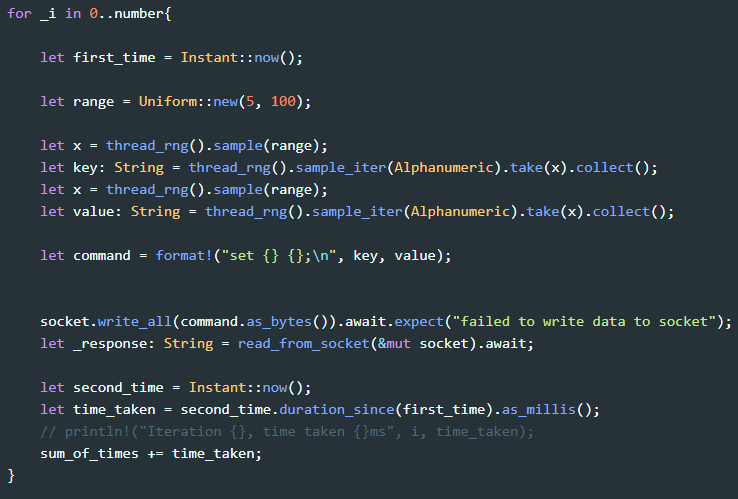 for _i in 0..number{
let first_time = Instant::now();
let range = Uniform::new(5, 100);
let x = thread_rng().sample(range);
let key: String = thread_rng().sample_iter(Alphanumeric).take(x).collect();
let x = thread_rng().sample(range);
let value: String = thread_rng().sample_iter(Alphanumeric).take(x).collect();
let command = format!("set {} {};\n", key, value);
socket.write_all(command.as_bytes()).await.expect("failed to write data to socket");
let _response: String = read_from_socket(&mut socket).await;
let second_time = Instant::now();
let time_taken = second_time.duration_since(first_time).as_millis();
// println!("Iteration {}, time taken {}ms", i, time_taken);
sum_of_times += time_taken;
}